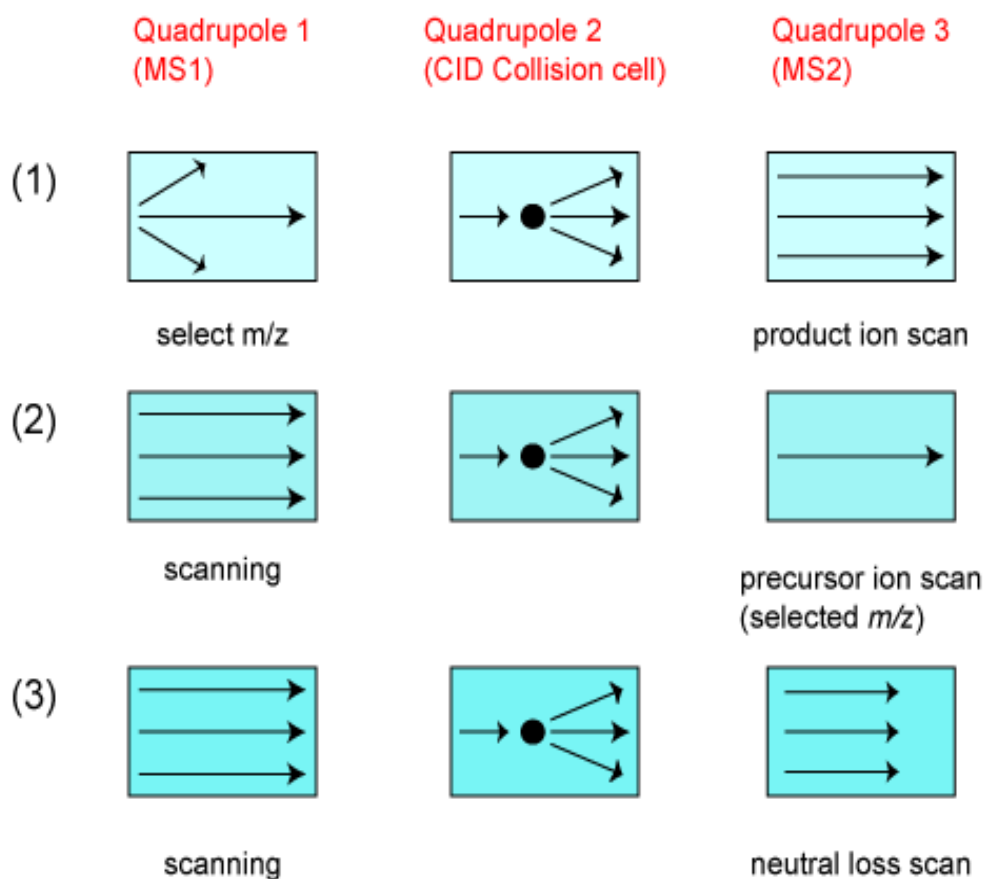 Quadrupole 1
(MS1)
Quadrupole 2
(CID Collision cell)
Quadrupole 3
(MS2)
(1)
select m/z
product ion scan
(2)
scanning
precursor ion scan
(selected m/z)
(3)
scanning
neutral loss scan